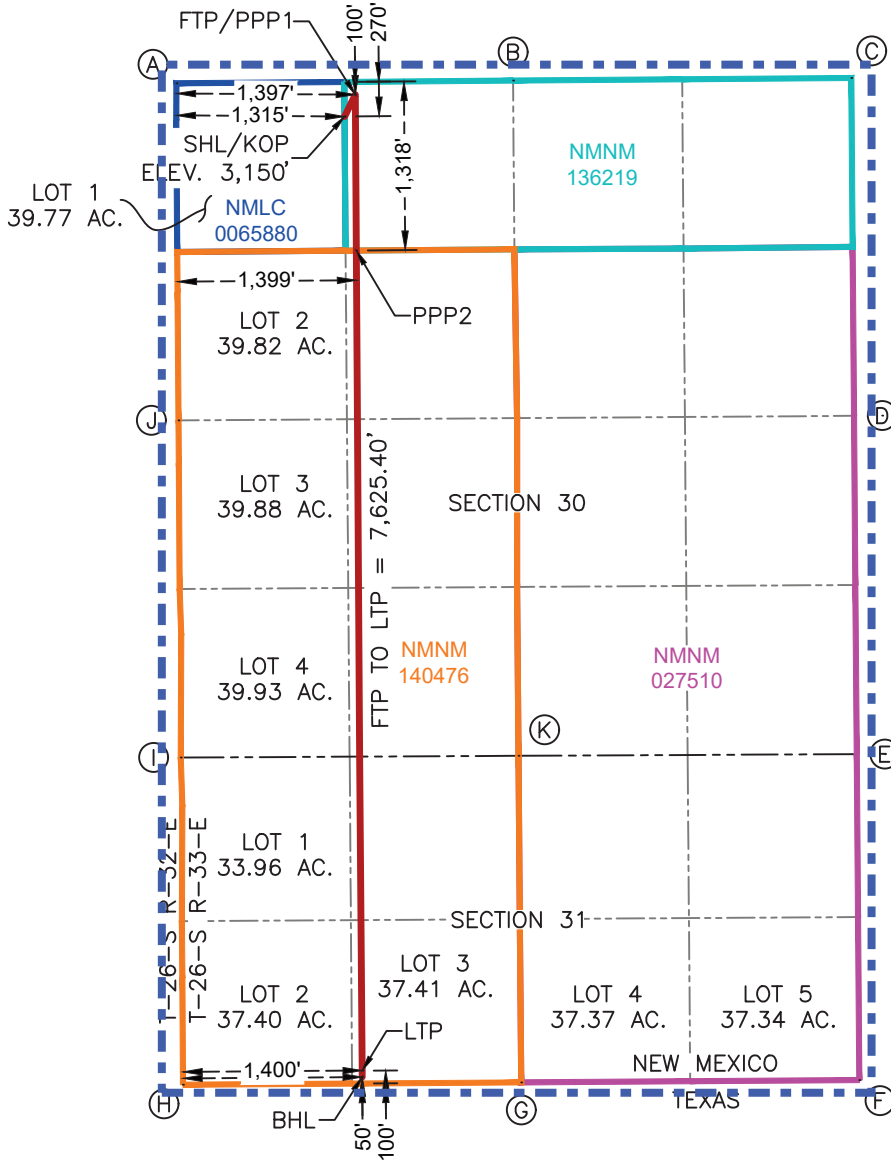 FTP/PPP1
100'
270'
A
B
C
1,397'
1,315'
SHL/KOP
ELEV. 3,150'
1,318'
NMNM
136219
LOT 1
39.77 AC.
NMLC
0065880
1,399'
PPP2
LOT 2
39.82 AC.
J
D
LOT 3
39.88 AC.
SECTION 30
FTP TO LTP = 7,625.40'
LOT 4
39.93 AC.
NMNM
140476
NMNM
027510
K
I
E
T-26-S R-32-E
T-26-S R-33-E
LOT 1
33.96 AC.
SECTION 31
LOT 2
37.40 AC.
LOT 3
37.41 AC.
LOT 4
37.37 AC.
LOT 5
37.34 AC.
LTP
1,400'
NEW MEXICO
TEXAS
H
BHL
50'
100'
G
F